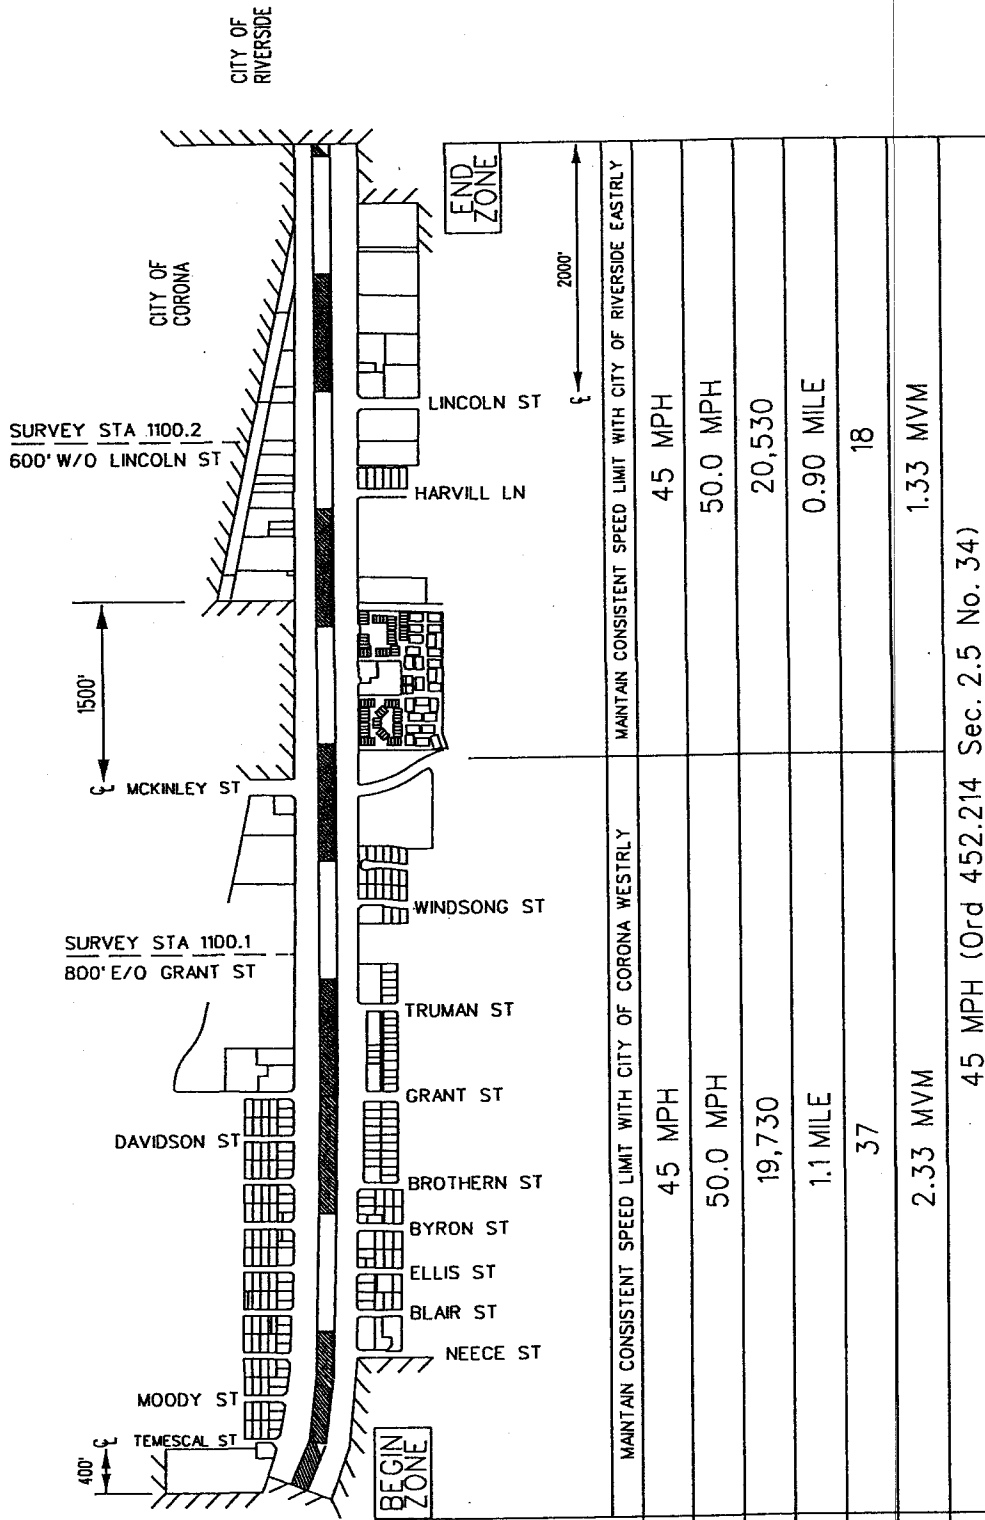 CITY OF
RIVERSIDE
CITY OF
CORONA
SURVEY STA 1100.2
600' W/O LINCOLN ST
1500'
℄ MCKINLEY ST
SURVEY STA 1100.1
800' E/O GRANT ST
DAVIDSON ST
MOODY ST
℄ TEMESCAL ST
400'
END
ZONE
2000'
℄
LINCOLN ST
HARVILL LN
WINDSONG ST
TRUMAN ST
GRANT ST
BROTHERN ST
BYRON ST
ELLIS ST
BLAIR ST
NEECE ST
BEGIN
ZONE
MAINTAIN CONSISTENT SPEED LIMIT WITH CITY OF CORONA WESTRLY
MAINTAIN CONSISTENT SPEED LIMIT WITH CITY OF RIVERSIDE EASTRLY
45 MPH
45 MPH
50.0 MPH
50.0 MPH
19,730
20,530
1.1 MILE
0.90 MILE
37
18
2.33 MVM
1.33 MVM
45 MPH (Ord 452.214 Sec. 2.5 No. 34)